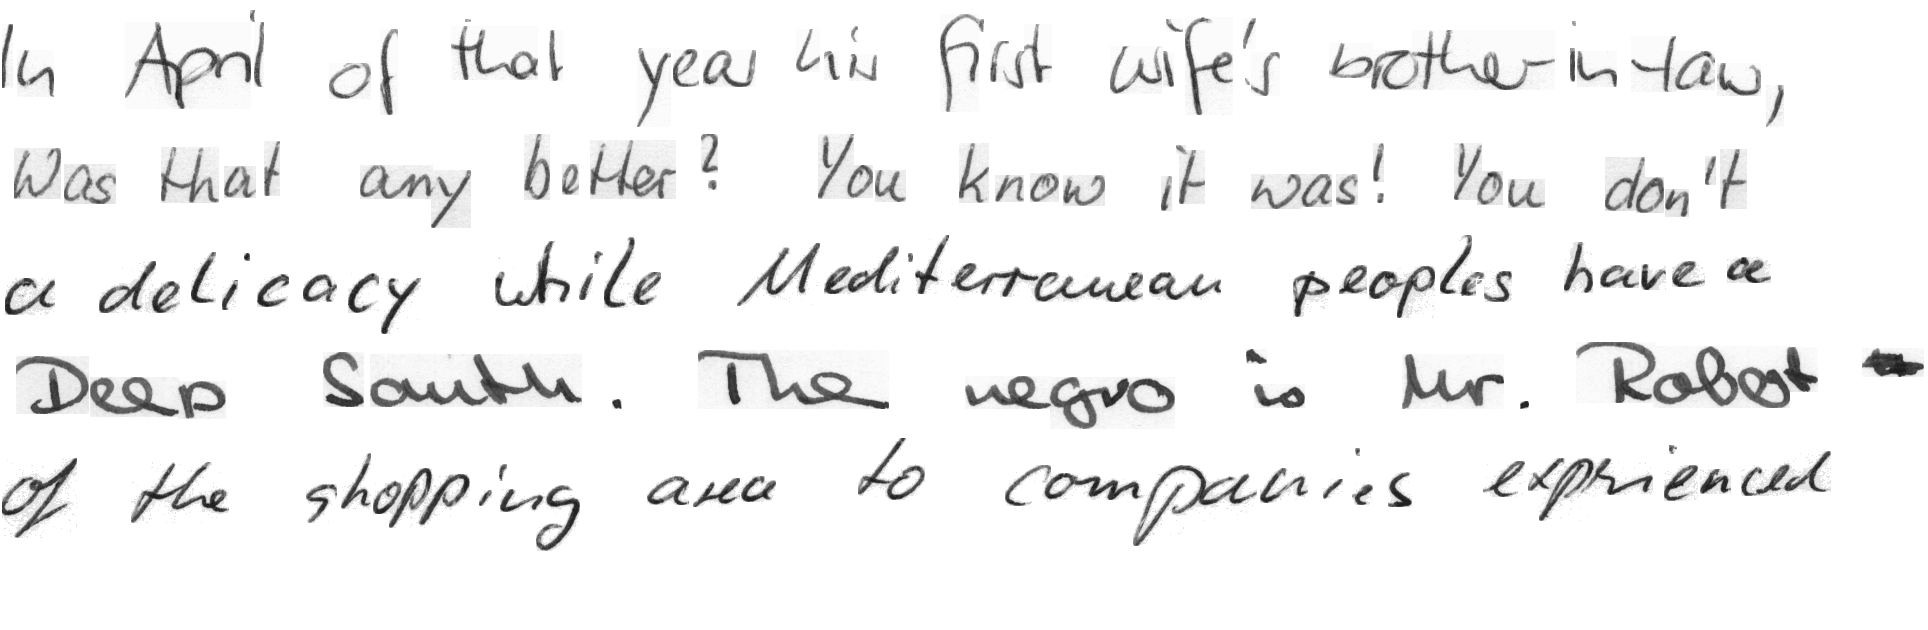 In April of that year his first wife's brother-in-law,
Was that any better? You know it was! You don't
a delicacy while Mediterranean peoples have a
Deep South. The negro is Mr. Robert
of the shopping area to companies experienced